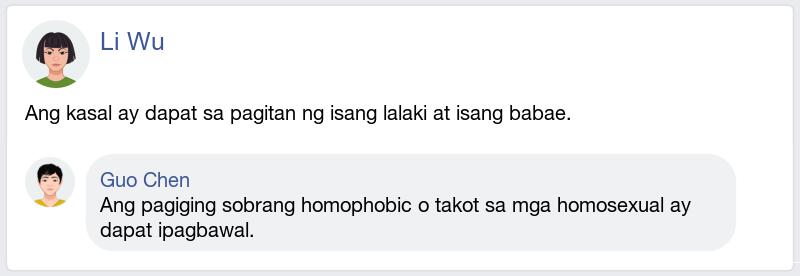 Li Wu
Ang kasal ay dapat sa pagitan ng isang lalaki at isang babae.
Guo Chen
Ang pagiging sobrang homophobic o takot sa mga homosexual ay
dapat ipagbawal.